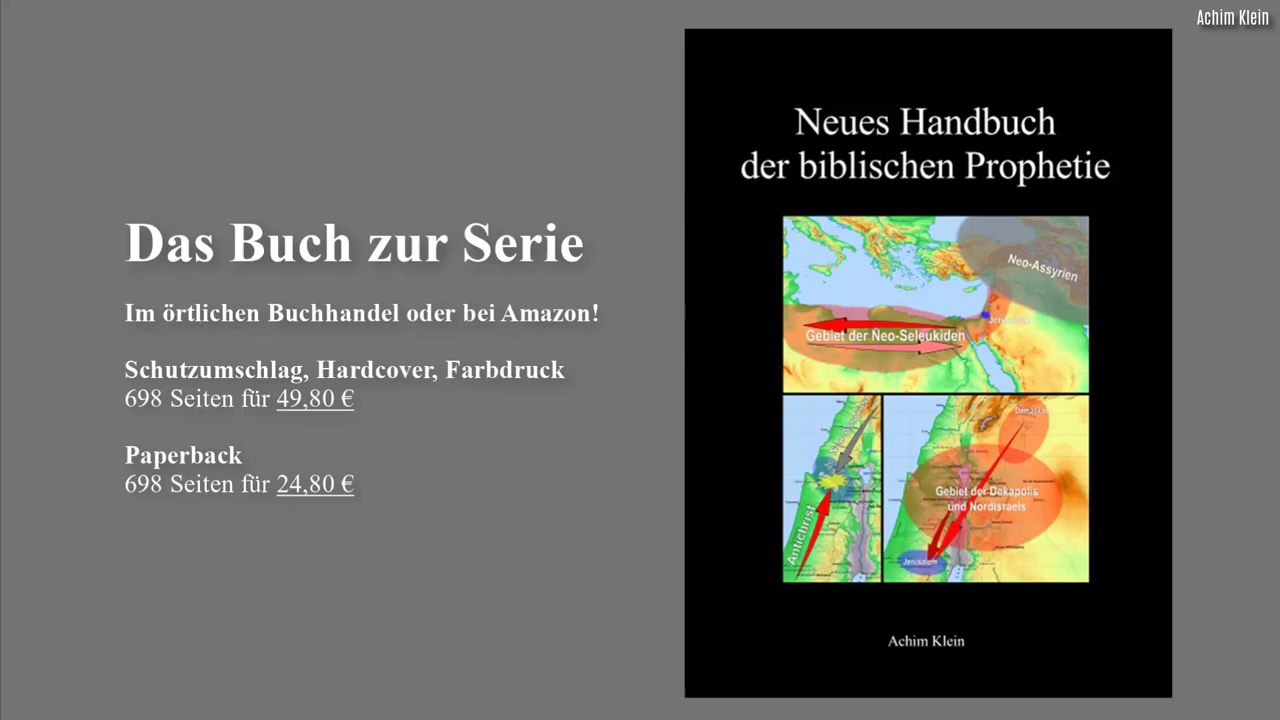 Achim Klein
Das Buch zur Serie
Im örtlichen Buchhandel oder bei Amazon!
Schutzumschlag, Hardcover, Farbdruck
698 Seiten für 49,80 €
Paperback
698 Seiten für 24,80 €
Neues Handbuch
der biblischen Prophetie
Neo-Assyrien
Jerusalem
Gebiet der Neo-Seleukiden
Antichrist
Damaskus
Gebiet der Dekapolis
und Nordisraels
Jerusalem
Achim Klein